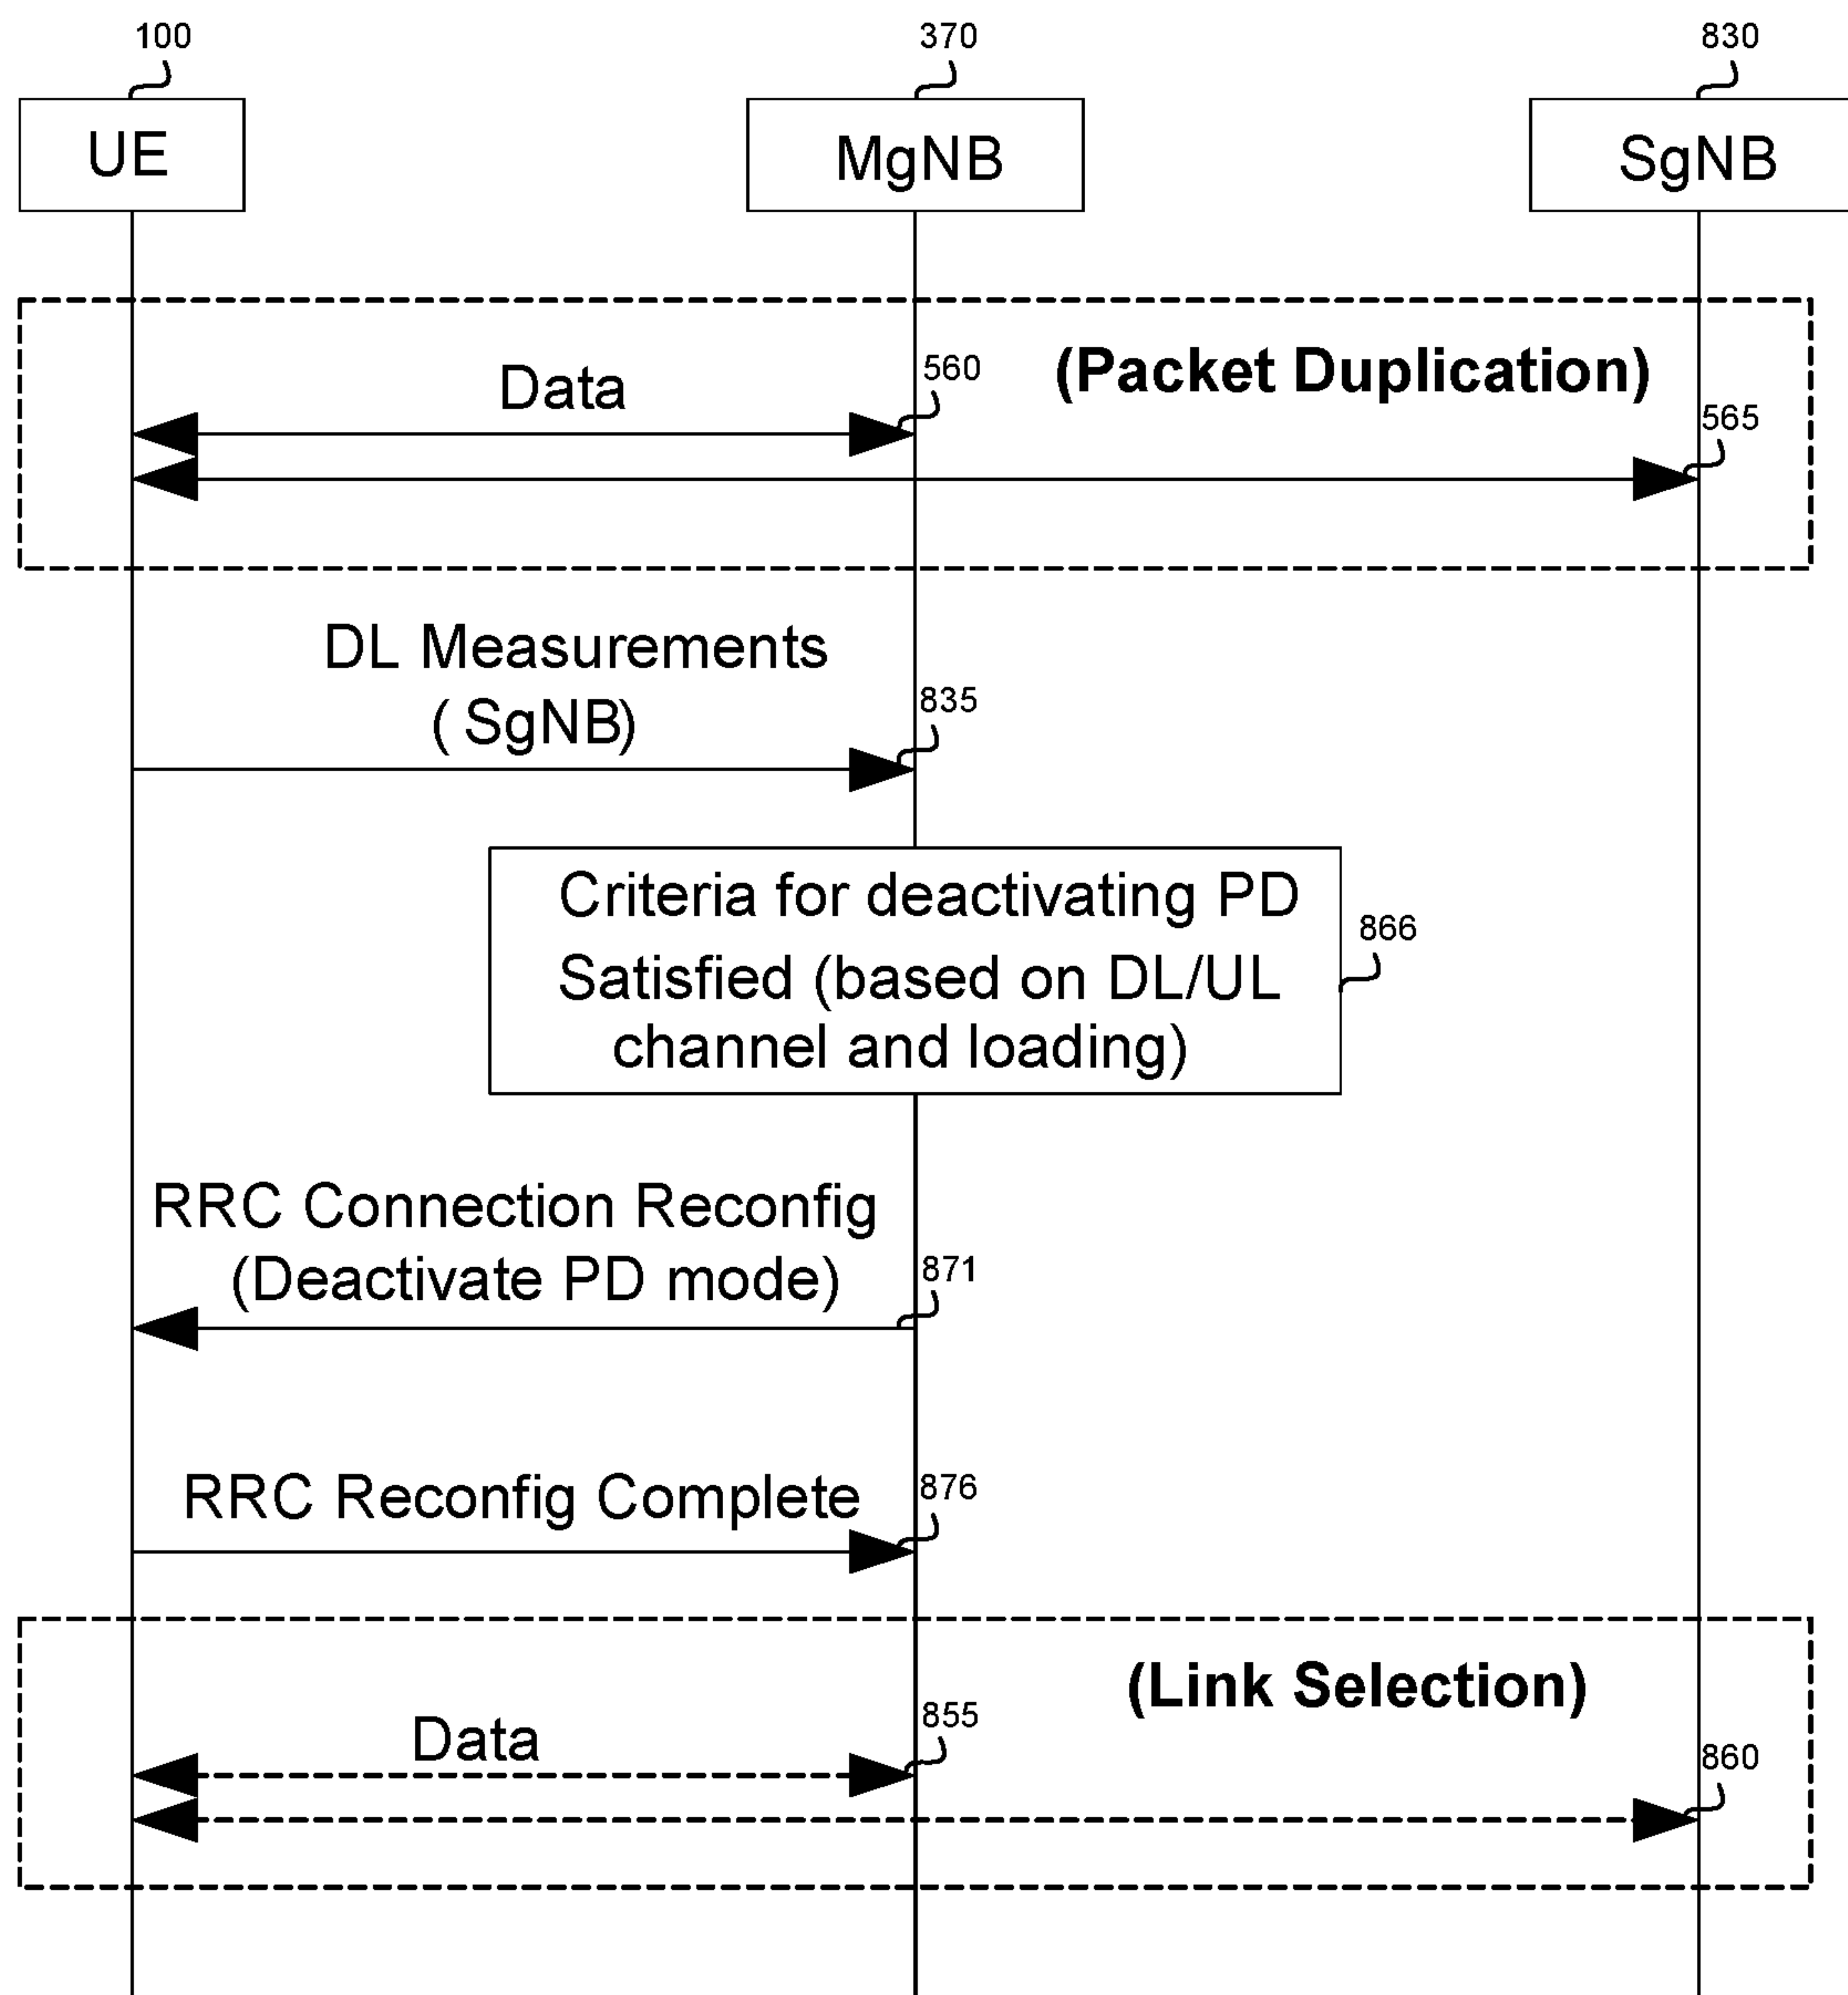 100
370
830
UE
MgNB
SgNB
(Packet Duplication)
Data
560
565
DL Measurements
( SgNB)
835
Criteria for deactivating PD
Satisfied (based on DL/UL
channel and loading)
866
RRC Connection Reconfig
(Deactivate PD mode)
871
RRC Reconfig Complete
876
(Link Selection)
Data
855
860